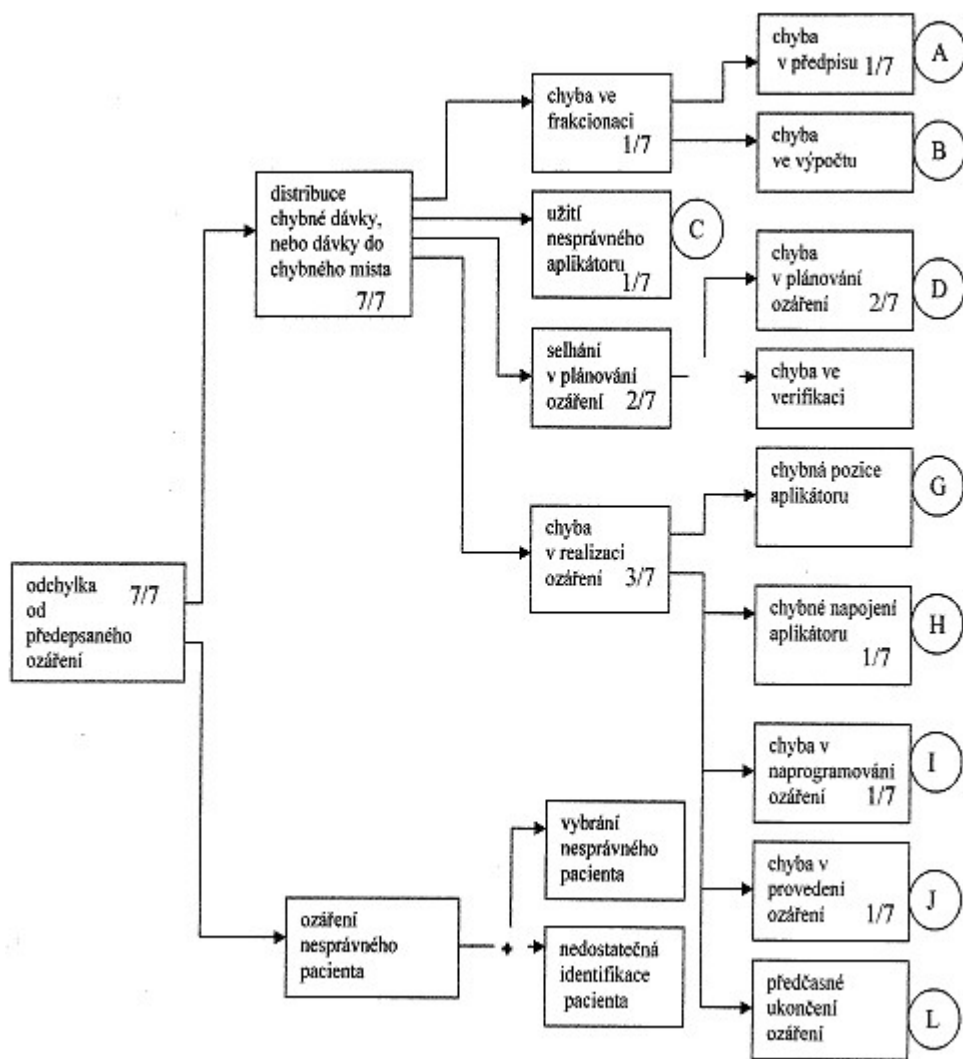 chyba
v předpisu 1/7
A
chyba ve
frakcionaci
1/7
chyba
ve výpočtu
B
distribuce
chybné dávky,
nebo dávky do
chybného místa
7/7
užití
nesprávného
aplikátoru
1/7
C
chyba
v plánování
ozáření 2/7
D
selhání
v plánování
ozáření 2/7
chyba ve
verifikaci
chybná pozice
aplikátoru
G
chyba
v realizaci
ozáření 3/7
odchylka 7/7
od
předepsaného
ozáření
chybné napojení
aplikátoru
1/7
H
chyba v
naprogramování
ozáření 1/7
I
vybrání
nesprávného
pacienta
chyba v
provedení
ozáření 1/7
J
ozáření
nesprávného
pacienta
+
nedostatečná
identifikace
pacienta
předčasné
ukončení
ozáření
L